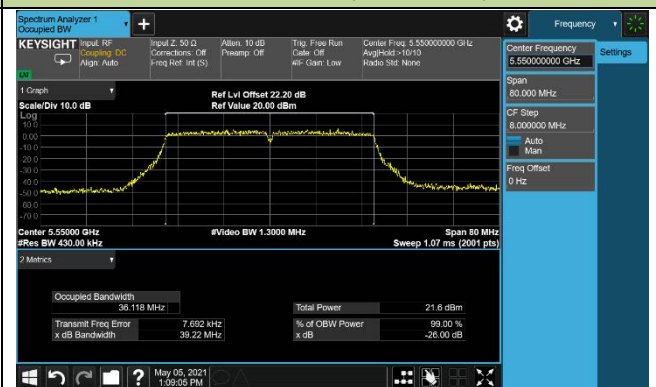 Spectrum Analyzer 1
Occupied BW
+
Frequency
KEYSIGHT
Input: RF
Coupling: DC
Align: Auto
Input Z: 50 Ω
Corrections: Off
Freq Ref: Int (S)
Atten: 10 dB
Preamp: Off
Trig: Free Run
Gate: Off
#IF Gain: Low
Center Freq: 5.550000000 GHz
Avg|Hold:>10/10
Radio Std: None
Center Frequency
5.550000000 GHz
Settings
Span
80.000 MHz
CF Step
8.000000 MHz
Auto
Man
Freq Offset
0 Hz
1 Graph
Scale/Div 10.0 dB
Ref Lvl Offset 22.20 dB
Ref Value 20.00 dBm
Log
10.0
0.00
-10.0
-20.0
-30.0
-40.0
-50.0
-60.0
-70.0
Center 5.55000 GHz
#Video BW 1.3000 MHz
Span 80 MHz
#Res BW 430.00 kHz
Sweep 1.07 ms (2001 pts)
2 Metrics
Occupied Bandwidth
36.118 MHz
Total Power
21.6 dBm
Transmit Freq Error
7.692 kHz
% of OBW Power
99.00 %
x dB Bandwidth
39.22 MHz
x dB
-26.00 dB
?
May 05, 2021
1:09:05 PM